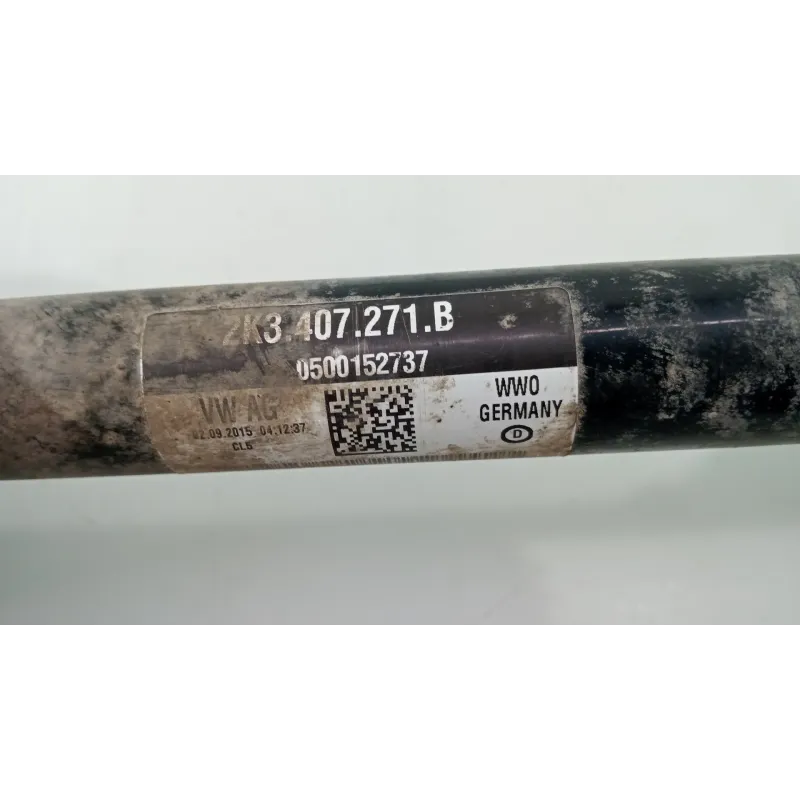 2K3.407.271.B
0500152737
VW AG
02.09.2015 04:12:37
CL5
WWO
GERMANY
D